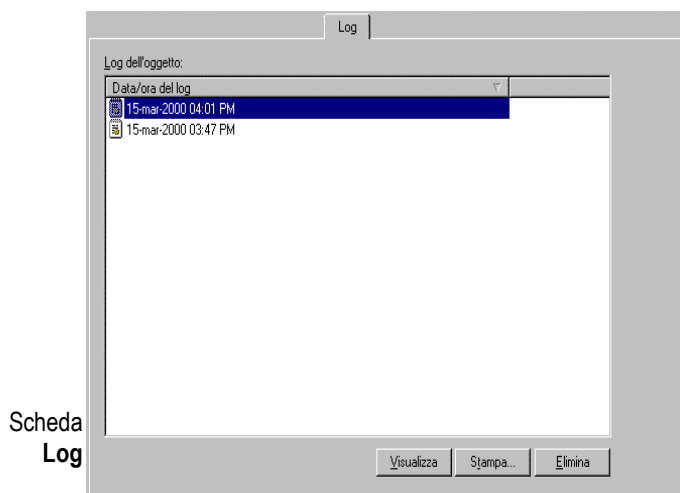 Log
Log dell'oggetto:
Data/ora del log
15-mar-2000 04:01 PM
15-mar-2000 03:47 PM
Visualizza Stampa... Elimina
Scheda
Log